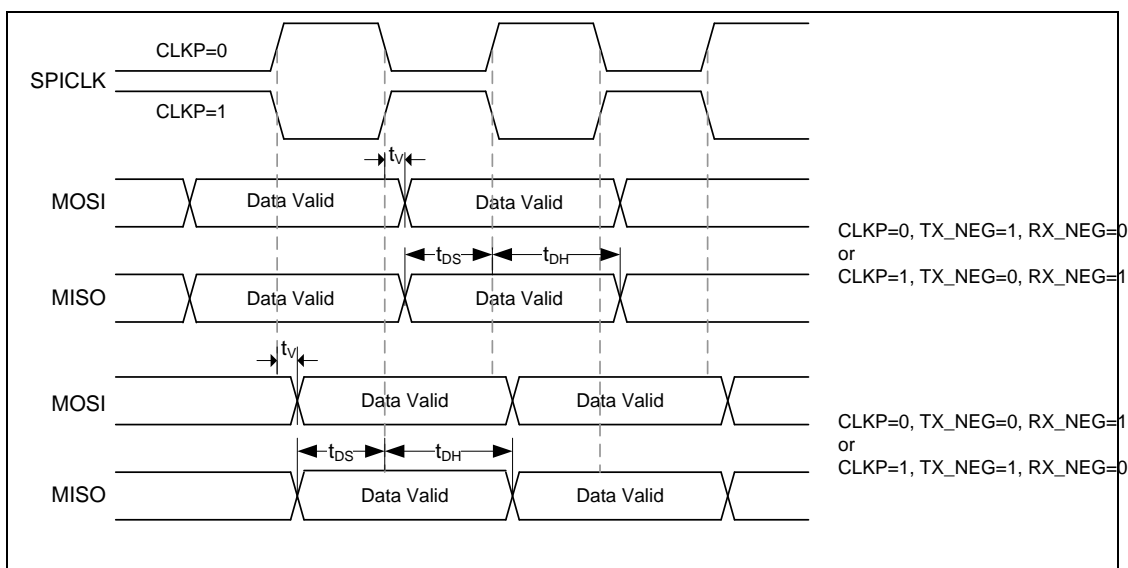 CLKP=0
SPICLK
CLKP=1
tV
MOSI
Data Valid
Data Valid
CLKP=0, TX_NEG=1, RX_NEG=0
or
CLKP=1, TX_NEG=0, RX_NEG=1
tDS
tDH
MISO
Data Valid
Data Valid
tV
MOSI
Data Valid
Data Valid
CLKP=0, TX_NEG=0, RX_NEG=1
or
CLKP=1, TX_NEG=1, RX_NEG=0
tDS
tDH
MISO
Data Valid
Data Valid